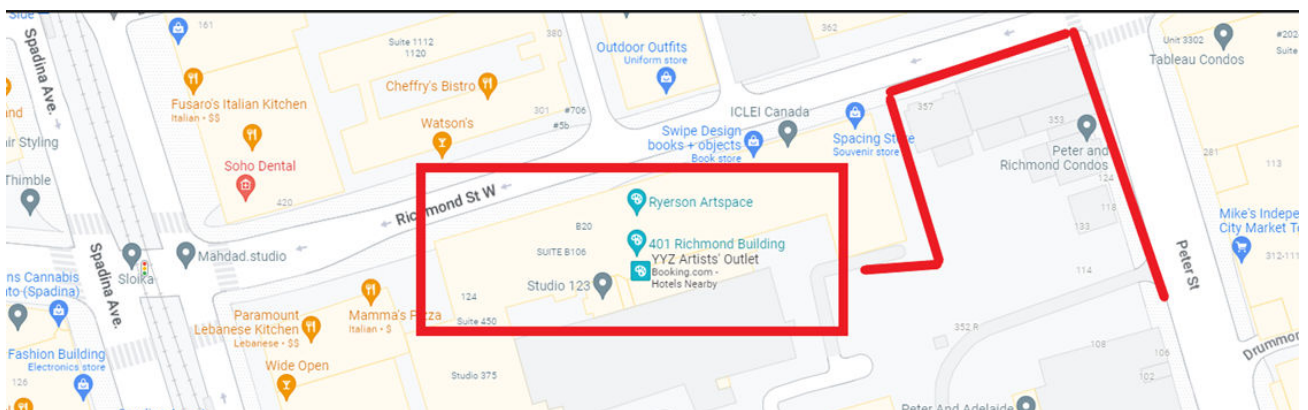 Side
161
Suite 1112
1120
380
Outdoor Outfits
Uniform store
362
Unit 3302
#202
Suite
Tableau Condos
Spadina Ave.
Cheffry's Bistro
Fusaro's Italian Kitchen
Italian • $$
301
#706
#5b
ICLEI Canada
357
353
and
Watson's
Swipe Design
books + objects
Book store
Spacing St
Souvenir store
Peter and
Richmond Condos
281
113
air Styling
Soho Dental
Thimble
420
Richmond St W
124
118
Ryerson Artspace
133
Mike's Indepe
City Market T
312-111
B20
SUITE B106
401 Richmond Building
YYZ Artists' Outlet
Booking.com -
Hotels Nearby
Mahdad.studio
Sloika
Spadina Ave.
Peter St
ns Cannabis
to (Spadina)
Studio 123
114
124
Paramount
Lebanese Kitchen
Lebanese • $$
Mamma's Pizza
Italian • $
Suite 450
352 R
Drummon
Fashion Building
Electronics store
126
Wide Open
Studio 375
108
106
102
Peter And Adelaide